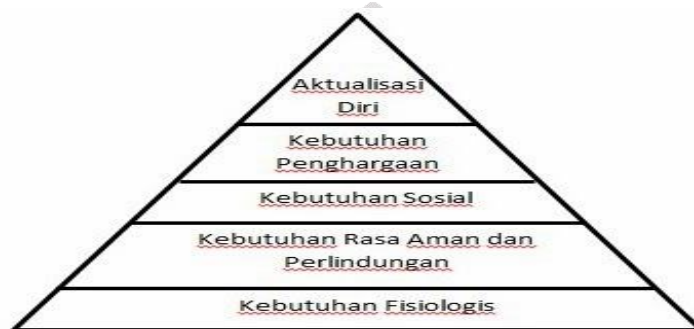 Aktualisasi
Diri
Kebutuhan
Penghargaan
Kebutuhan Sosial
Kebutuhan Rasa Aman dan
Perlindungan
Kebutuhan Fisiologis